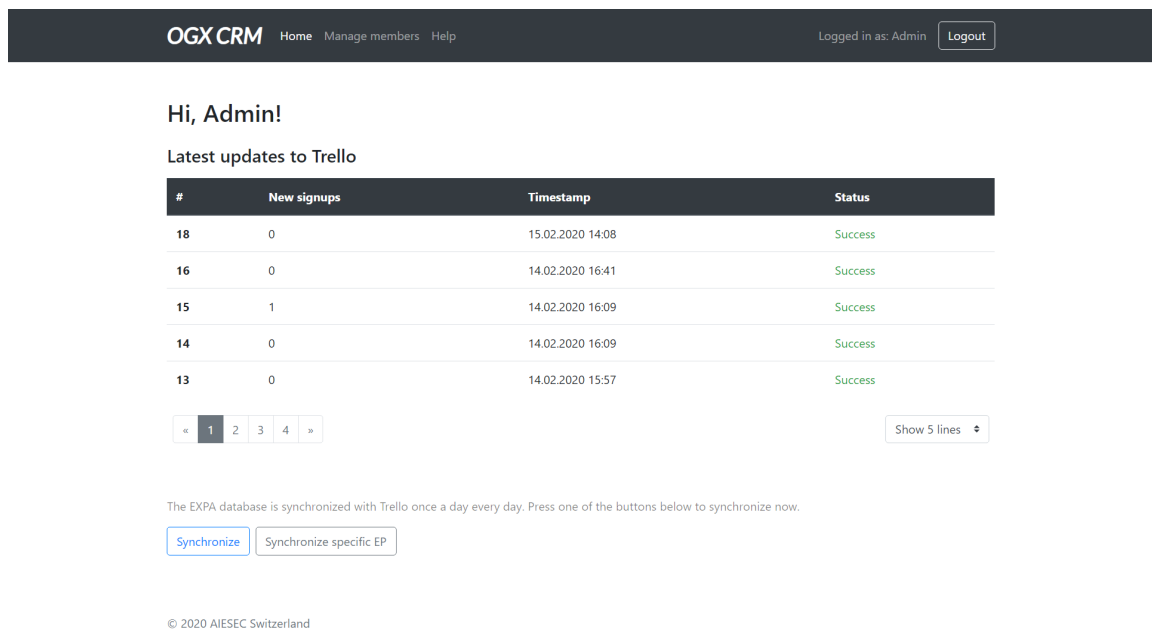 OGX CRM Home Manage members Help Logged in as: Admin Logout
Hi, Admin!
Latest updates to Trello
# New signups Timestamp Status
18 0 15.02.2020 14:08 Success
16 0 14.02.2020 16:41 Success
15 1 14.02.2020 16:09 Success
14 0 14.02.2020 16:09 Success
13 0 14.02.2020 15:57 Success
« 1 2 3 4 » Show 5 lines
The EXPA database is synchronized with Trello once a day every day. Press one of the buttons below to synchronize now.
Synchronize Synchronize specific EP
© 2020 AIESEC Switzerland